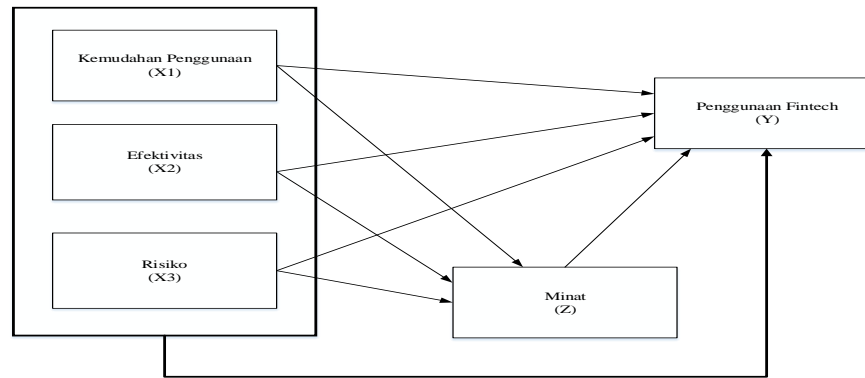 Kemudahan Penggunaan
(X1)
Efektivitas
(X2)
Risiko
(X3)
Penggunaan Fintech
(Y)
Minat
(Z)